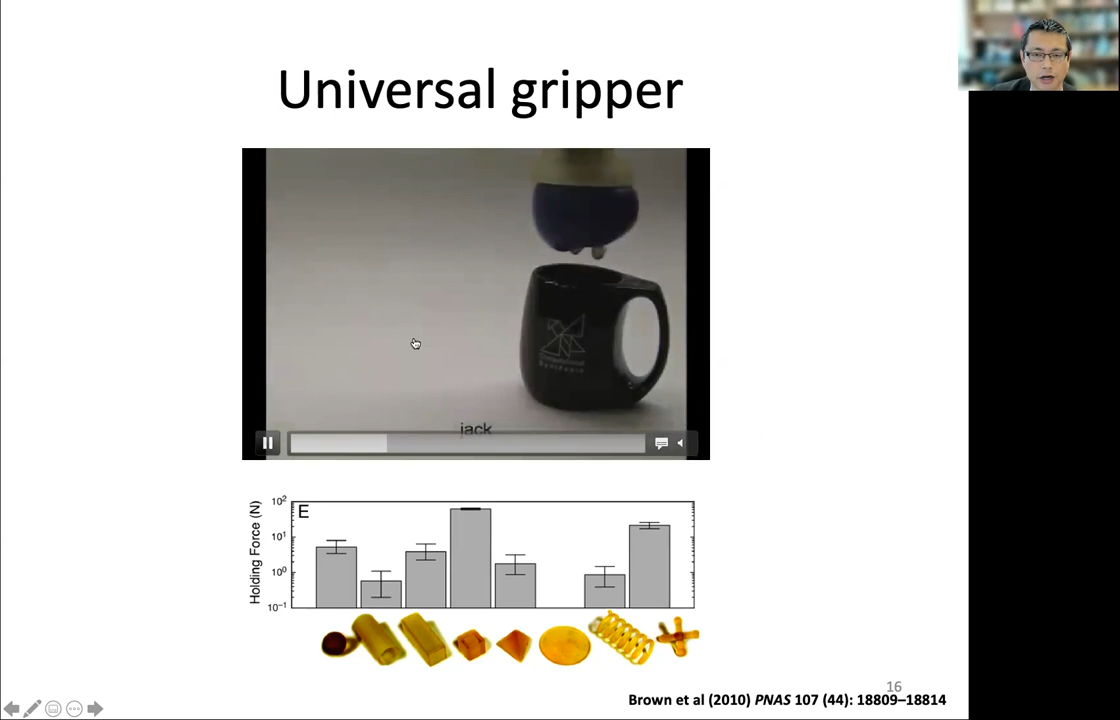 Universal gripper
jack
Holding Force (N)
E
10²
10¹
10⁰
10⁻¹
16
Brown et al (2010) PNAS 107 (44): 18809–18814